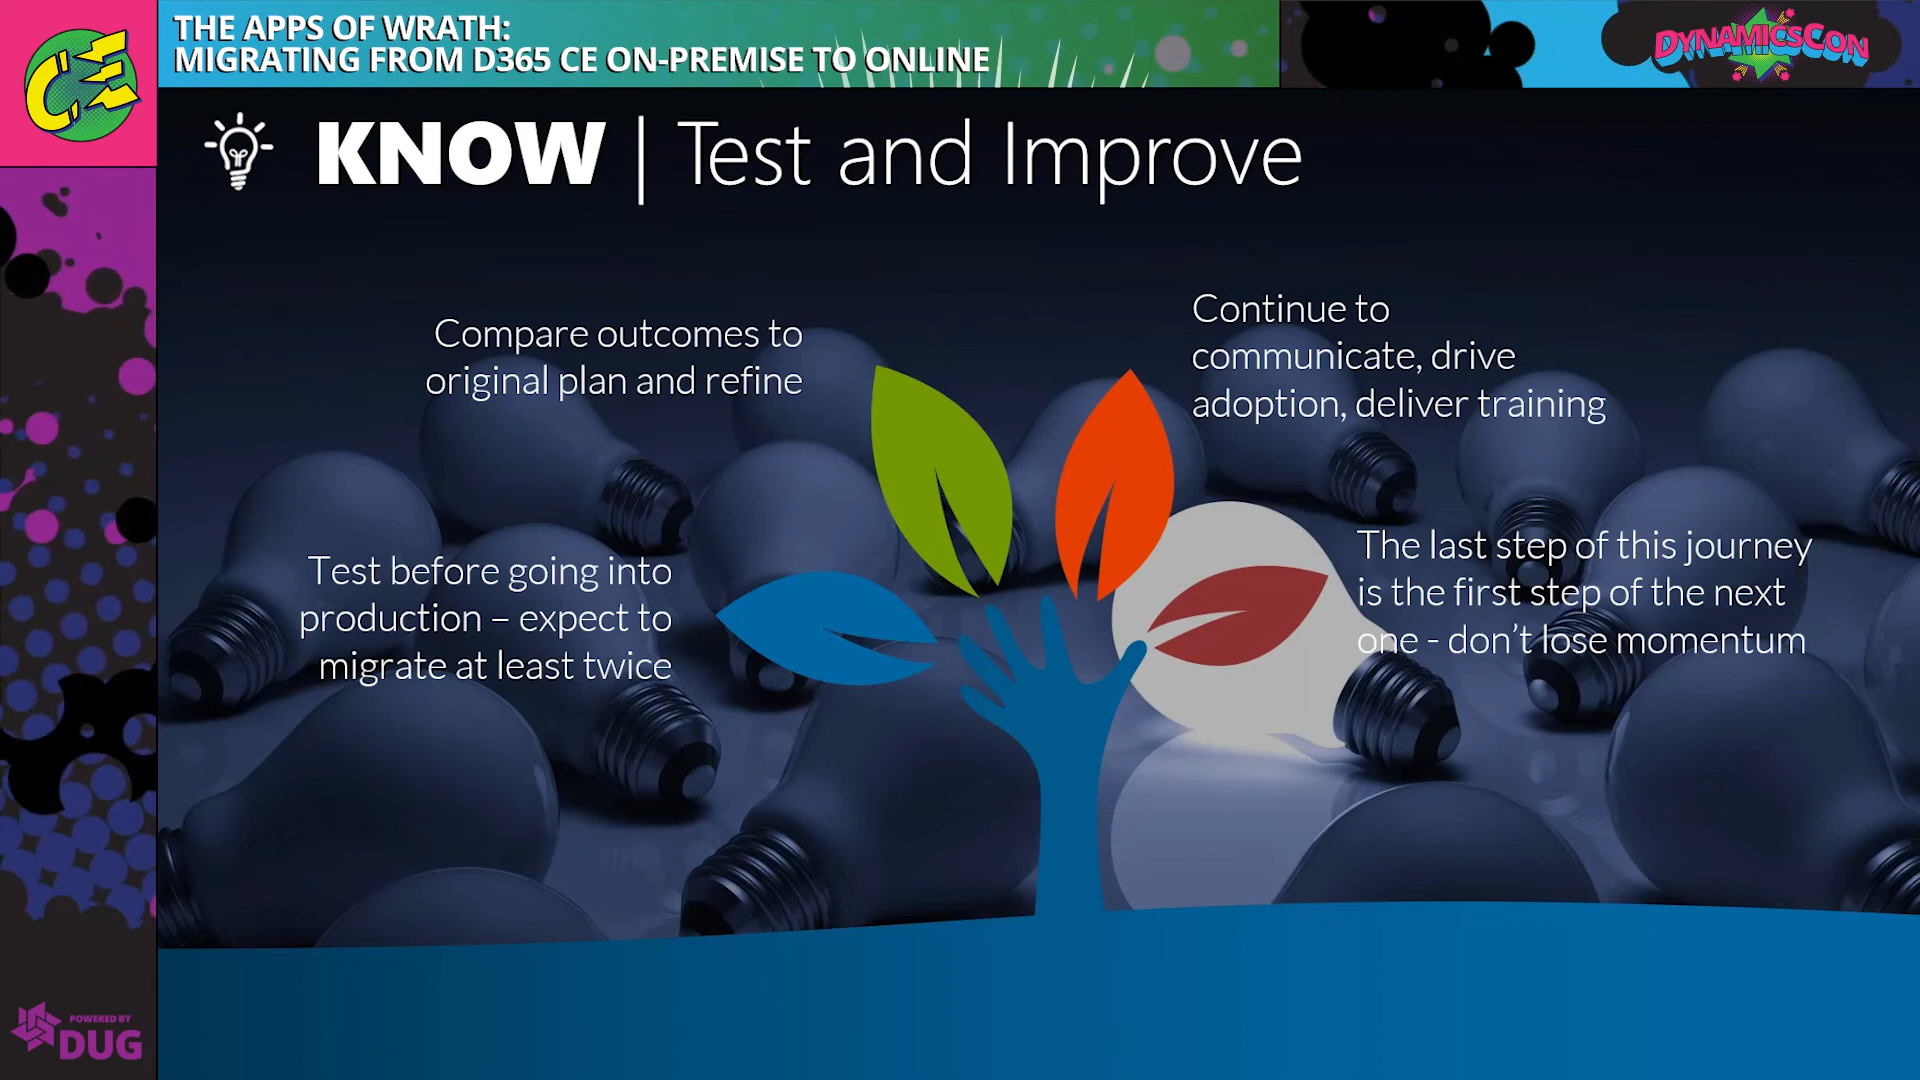 CE
THE APPS OF WRATH:
MIGRATING FROM D365 CE ON-PREMISE TO ONLINE
DYNAMICSCON
KNOW | Test and Improve
Compare outcomes to
original plan and refine
Continue to
communicate, drive
adoption, deliver training
Test before going into
production – expect to
migrate at least twice
The last step of this journey
is the first step of the next
one - don't lose momentum
POWERED BY
DUG